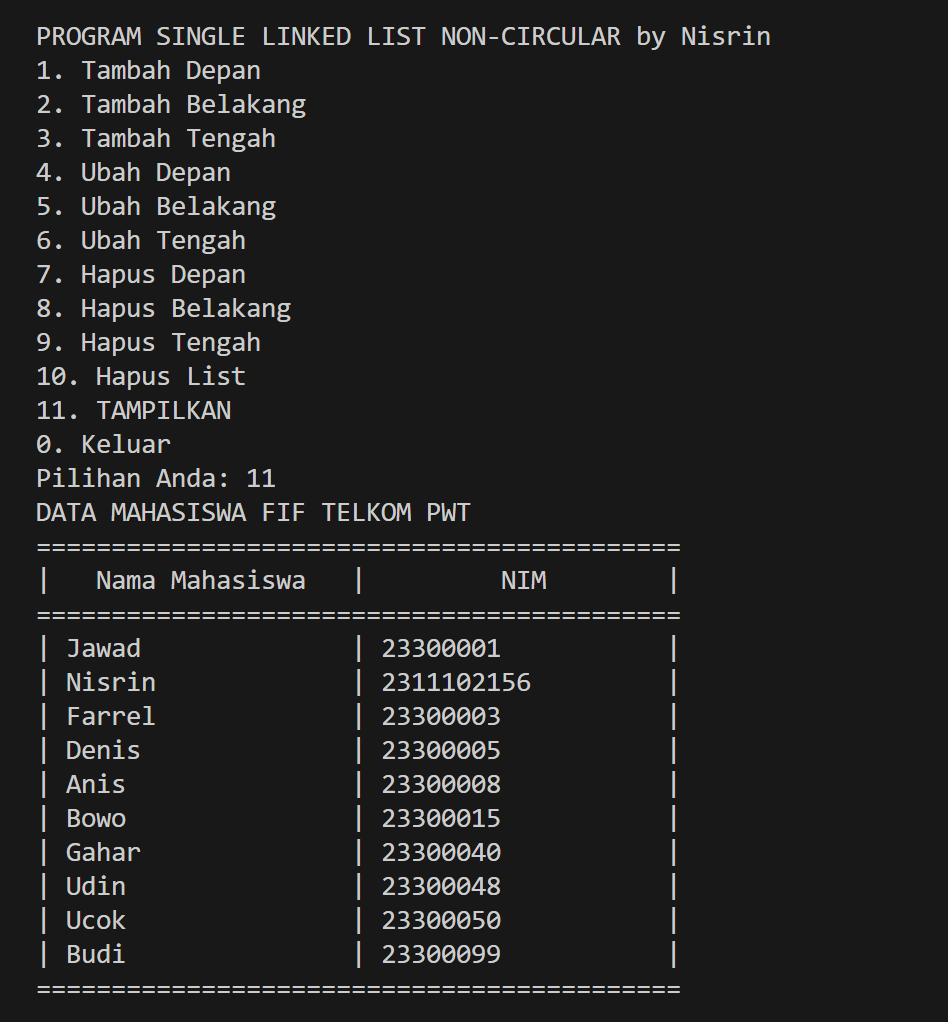 PROGRAM SINGLE LINKED LIST NON-CIRCULAR by Nisrin
1. Tambah Depan
2. Tambah Belakang
3. Tambah Tengah
4. Ubah Depan
5. Ubah Belakang
6. Ubah Tengah
7. Hapus Depan
8. Hapus Belakang
9. Hapus Tengah
10. Hapus List
11. TAMPILKAN
0. Keluar
Pilihan Anda: 11
DATA MAHASISWA FIF TELKOM PWT
===========================================
|   Nama Mahasiswa   |         NIM        |
===========================================
| Jawad              | 23300001           |
| Nisrin             | 2311102156         |
| Farrel             | 23300003           |
| Denis              | 23300005           |
| Anis               | 23300008           |
| Bowo               | 23300015           |
| Gahar              | 23300040           |
| Udin               | 23300048           |
| Ucok               | 23300050           |
| Budi               | 23300099           |
===========================================